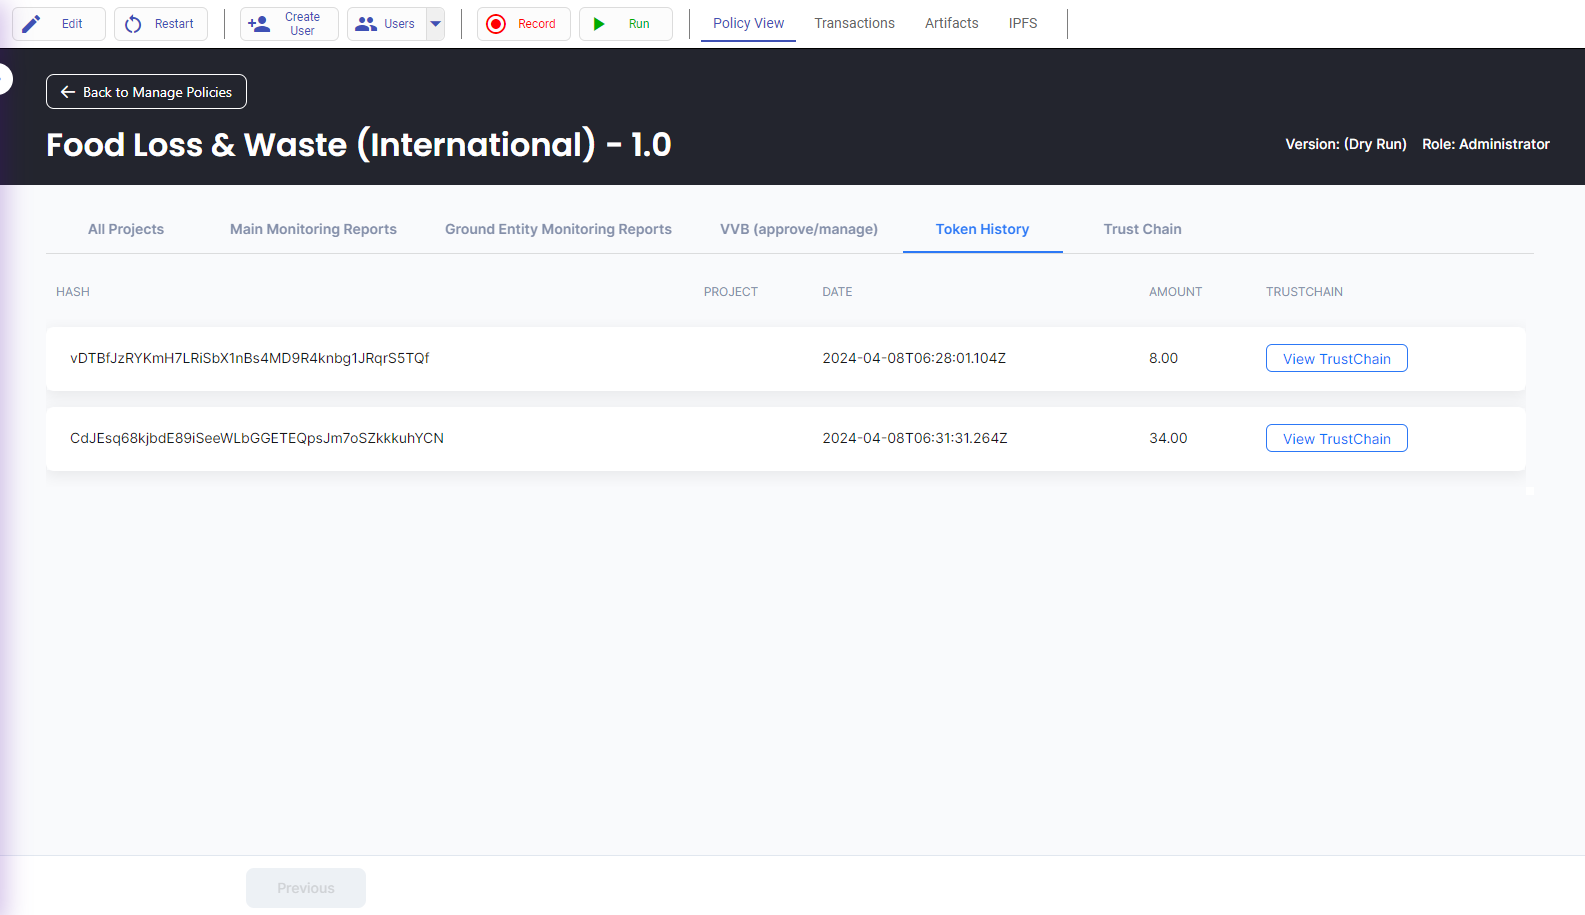 Edit
Restart
Create
User
Users
Record
Run
Policy View
Transactions
Artifacts
IPFS
Back to Manage Policies
Food Loss & Waste (International) - 1.0
Version: (Dry Run) Role: Administrator
All Projects
Main Monitoring Reports
Ground Entity Monitoring Reports
VVB (approve/manage)
Token History
Trust Chain
HASH PROJECT DATE AMOUNT TRUSTCHAIN
vDTBfJzRYKmH7LRiSbX1nBs4MD9R4knbg1JRqrS5TQf 2024-04-08T06:28:01.104Z 8.00 View TrustChain
CdJEsq68kjbdE89iSeeWLbGGETEQpsJm7oSZkkkuhYCN 2024-04-08T06:31:31.264Z 34.00 View TrustChain
Previous